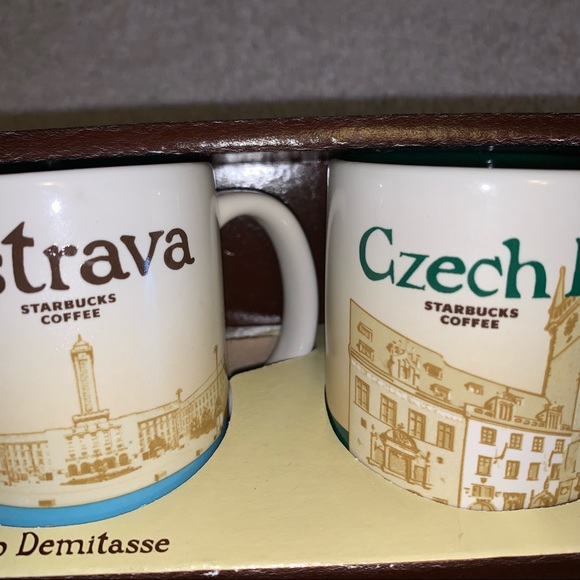 strava
STARBUCKS
COFFEE
Czech
STARBUCKS
COFFEE
Demitasse